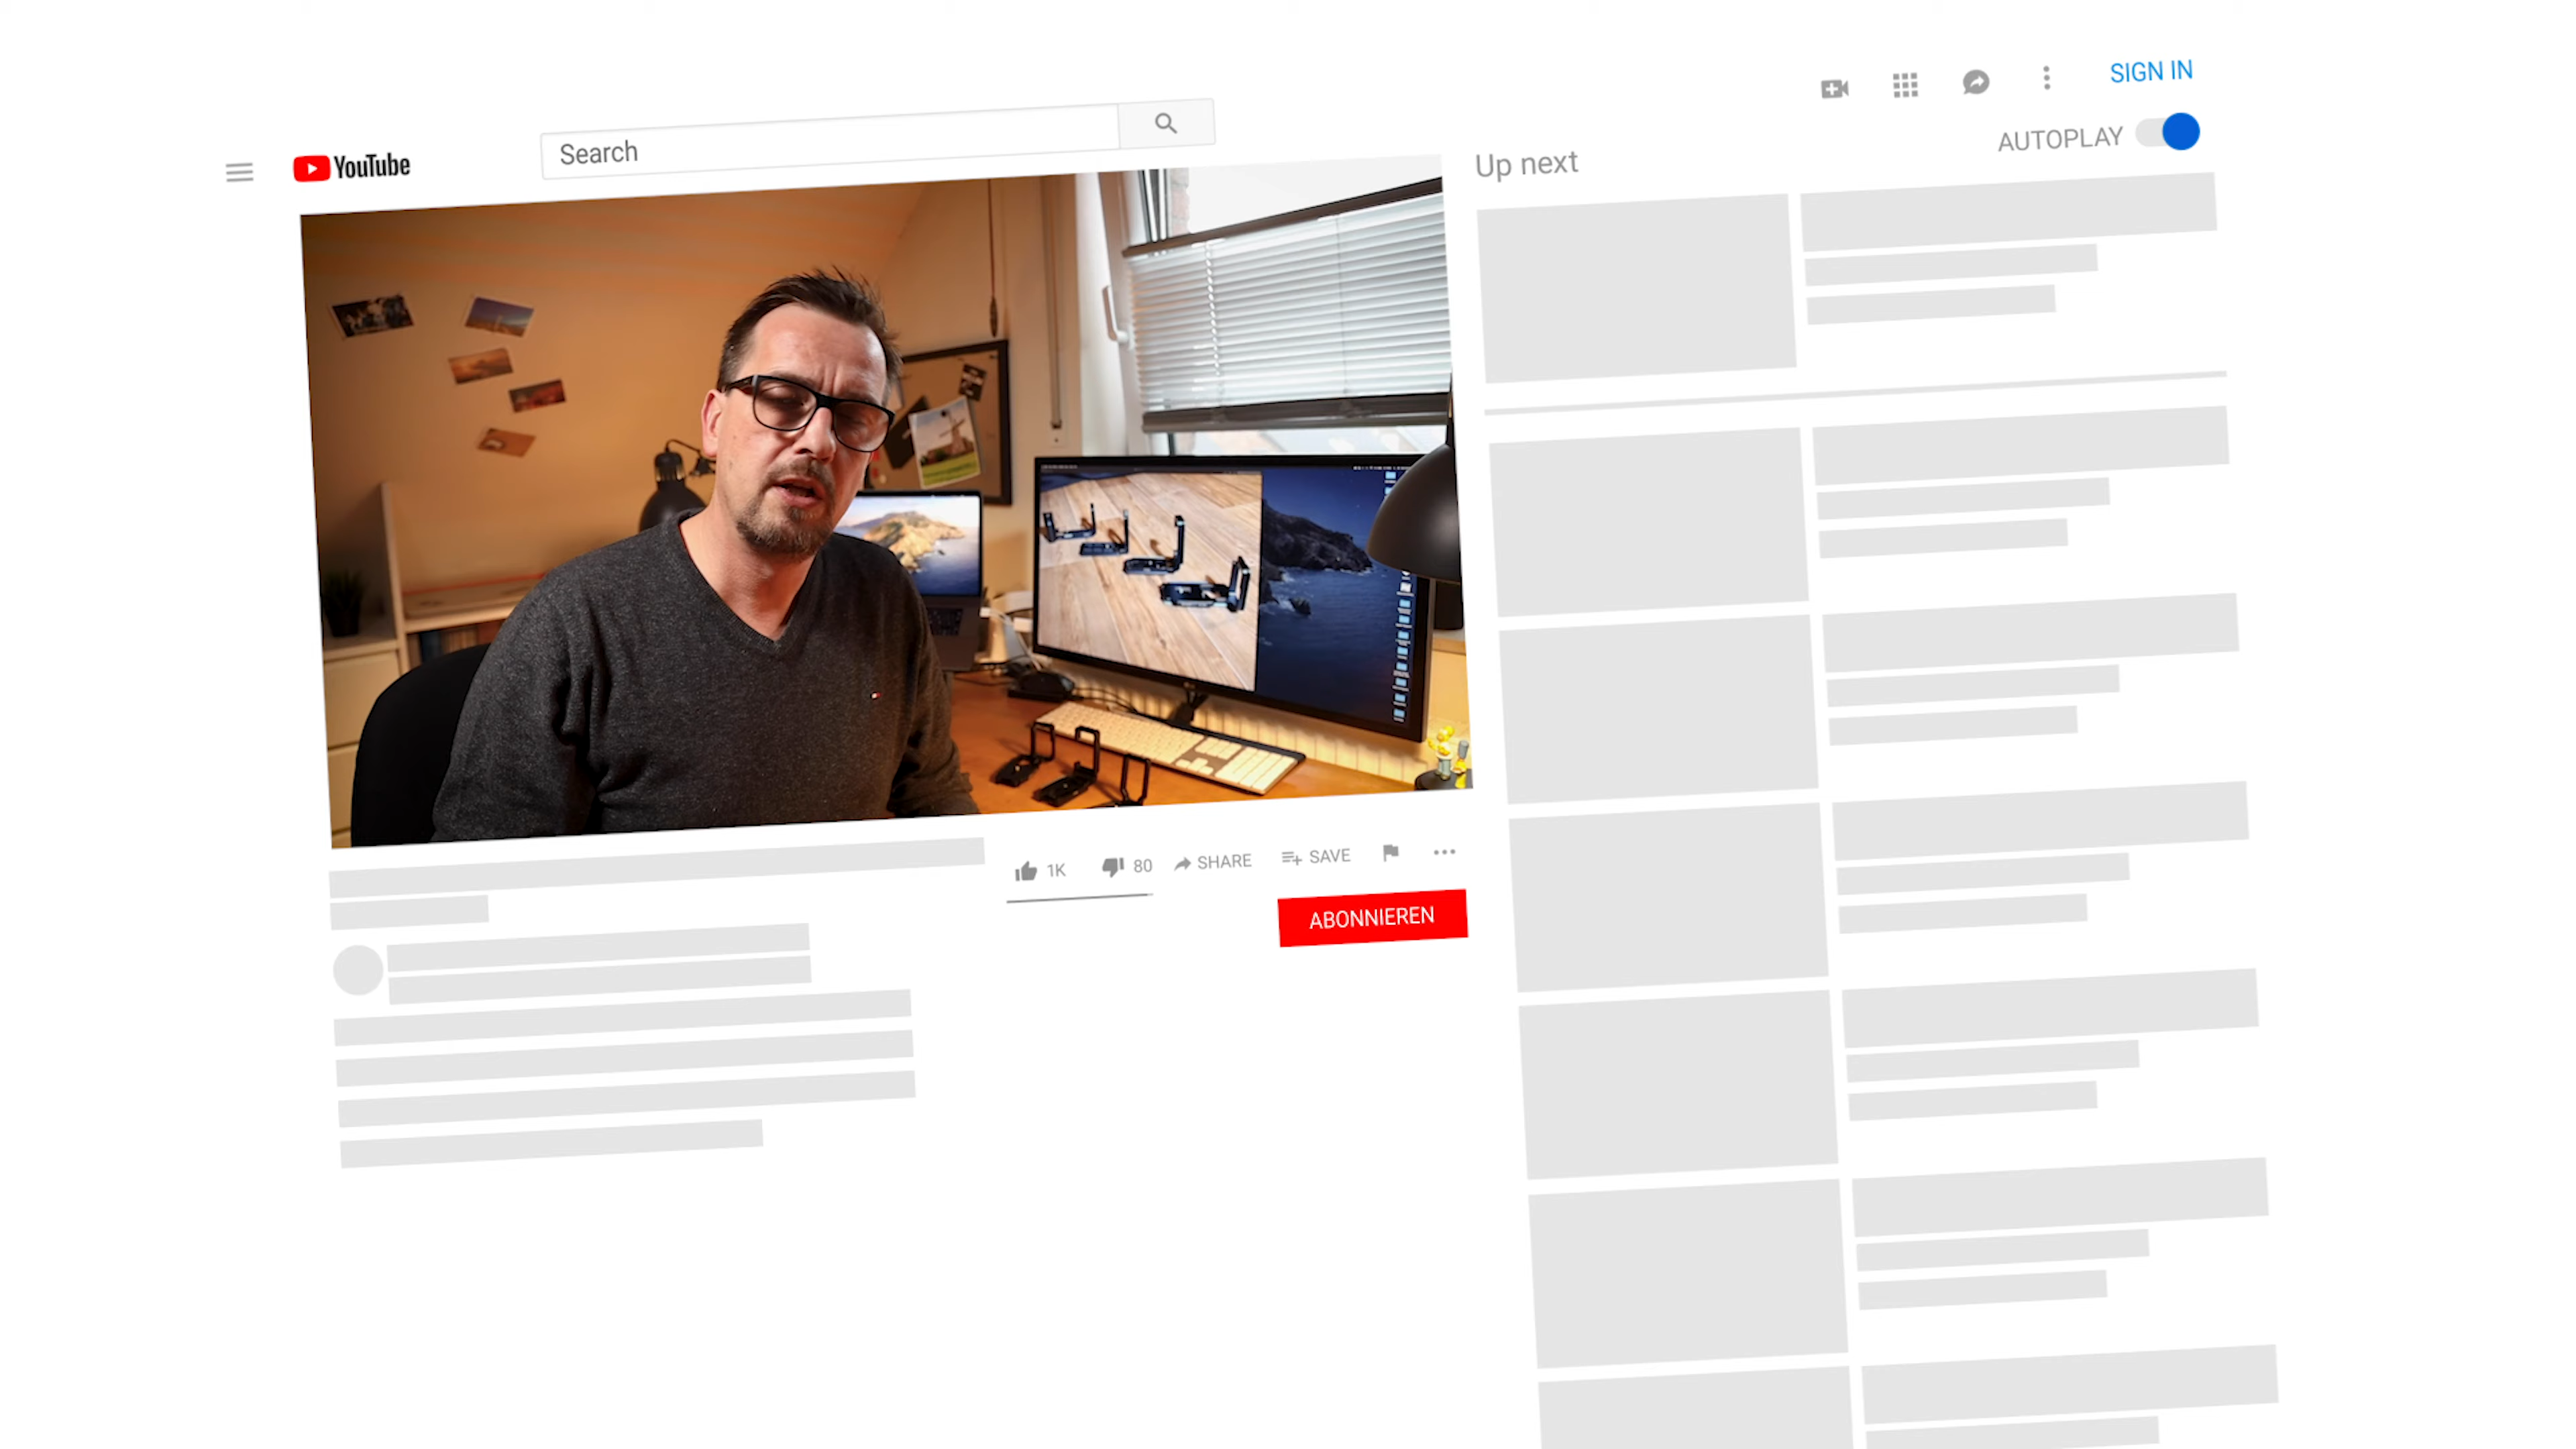 SIGN IN
YouTube
Search
AUTOPLAY
Up next
1K
80
SHARE
SAVE
ABONNIEREN